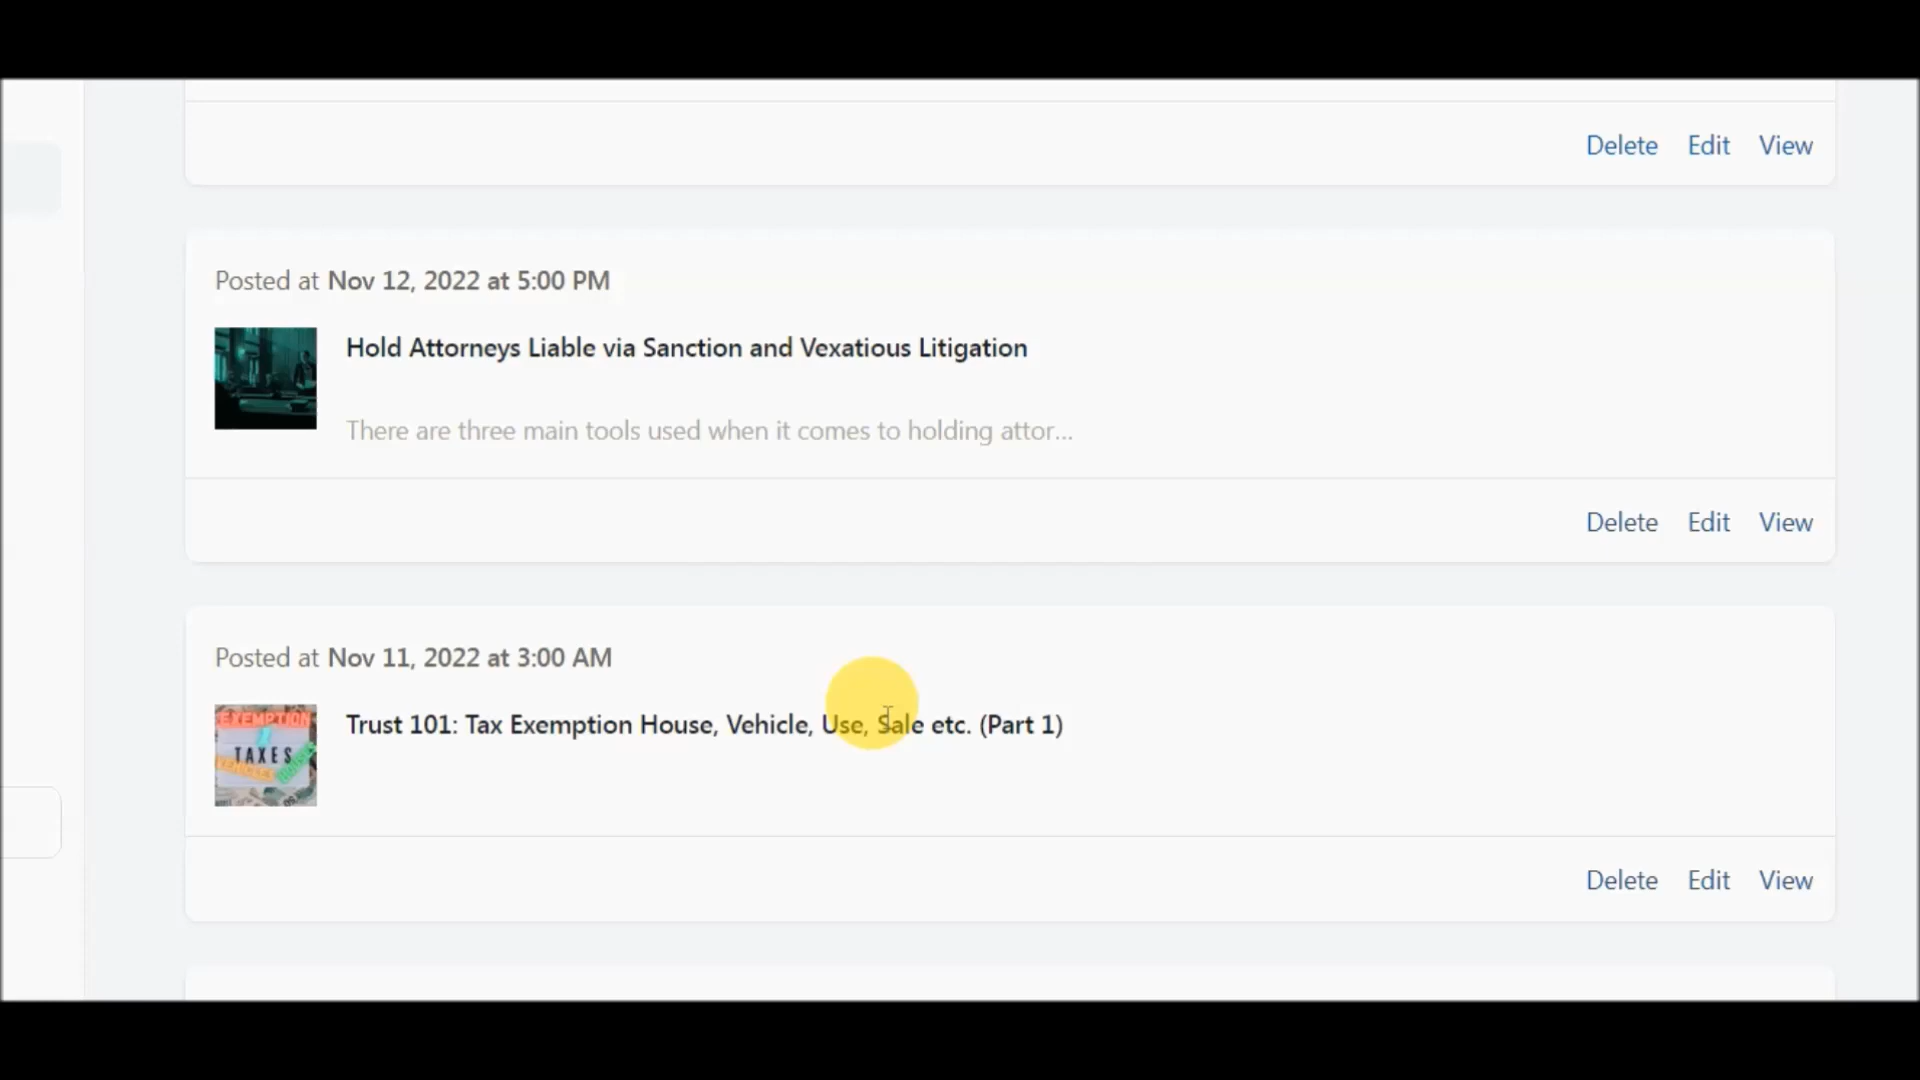 Delete Edit View
Posted at Nov 12, 2022 at 5:00 PM
Hold Attorneys Liable via Sanction and Vexatious Litigation
There are three main tools used when it comes to holding attor...
Delete Edit View
Posted at Nov 11, 2022 at 3:00 AM
Trust 101: Tax Exemption House, Vehicle, Use, Sale etc. (Part 1)
EXEMPTION
TAXES
VEHICLES
HOUSE
Delete Edit View